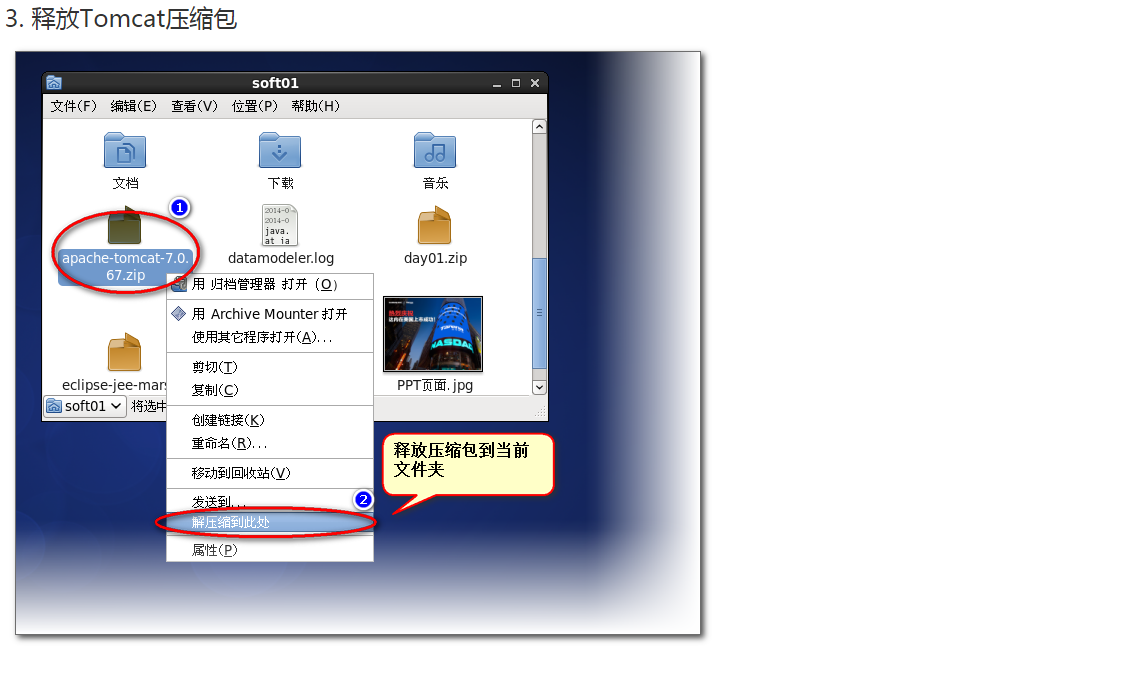 3. 释放Tomcat压缩包
soft01
文件(F) 编辑(E) 查看(V) 位置(P) 帮助(H)
文档
下载
音乐
1
2014-0
2014-0
java.
at ja
apache-tomcat-7.0.
67.zip
datamodeler.log
day01.zip
用 归档管理器 打开 (O)
用 Archive Mounter 打开
使用其它程序打开(A)...
剪切(T)
复制(C)
创建链接(K)
重命名(R)...
移动到回收站(V)
发送到...
2
解压缩到此处
属性(P)
热烈庆祝
NASDAQ
eclipse-jee-mars
PPT页面.jpg
soft01
将选中
释放压缩包到当前
文件夹